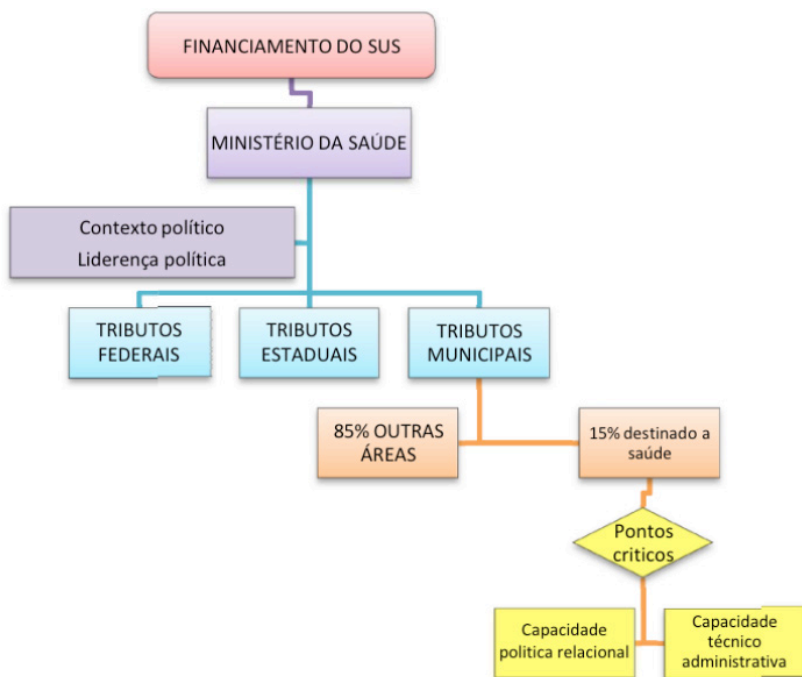 FINANCIAMENTO DO SUS
MINISTÉRIO DA SAÚDE
Contexto político
Liderença política
TRIBUTOS
FEDERAIS
TRIBUTOS
ESTADUAIS
TRIBUTOS
MUNICIPAIS
85% OUTRAS
ÁREAS
15% destinado a
saúde
Pontos
criticos
Capacidade
politica relacional
Capacidade
técnico
administrativa